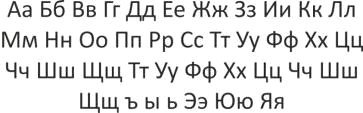 Аа Бб Вв Гг Дд Ее Жж Зз Ии Кк Лл
Мм Нн Оо Пп Рр Сс Тт Уу Фф Хх Цц
Чч Шш Щщ Тт Уу Фф Хх Цц Чч Шш
Щщ ъ ы ь Ээ Юю Яя